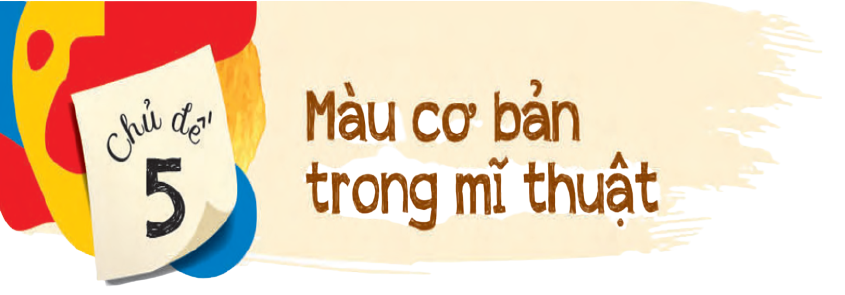 Chủ đề
5
Màu cơ bản
trong mĩ thuật